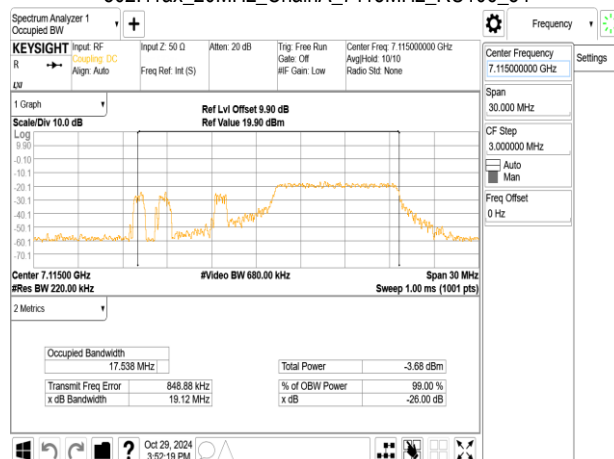 Spectrum Analyzer 1
Occupied BW
Frequency
KEYSIGHT
R
Input: RF
Coupling: DC
Align: Auto
Input Z: 50 Ω
Freq Ref: Int (S)
Atten: 20 dB
Trig: Free Run
Gate: Off
#IF Gain: Low
Center Freq: 7.115000000 GHz
Avg|Hold: 10/10
Radio Std: None
Center Frequency
7.115000000 GHz
Settings
Span
30.000 MHz
CF Step
3.000000 MHz
Auto
Man
Freq Offset
0 Hz
1 Graph
Scale/Div 10.0 dB
Ref Lvl Offset 9.90 dB
Ref Value 19.90 dBm
Log
9.90
-0.10
-10.1
-20.1
-30.1
-40.1
-50.1
-60.1
-70.1
Center 7.11500 GHz
#Res BW 220.00 kHz
#Video BW 680.00 kHz
Span 30 MHz
Sweep 1.00 ms (1001 pts)
2 Metrics
Occupied Bandwidth
17.538 MHz
Total Power -3.68 dBm
Transmit Freq Error 848.88 kHz
% of OBW Power 99.00 %
x dB Bandwidth 19.12 MHz
x dB -26.00 dB
?
Oct 29, 2024
3:52:19 PM